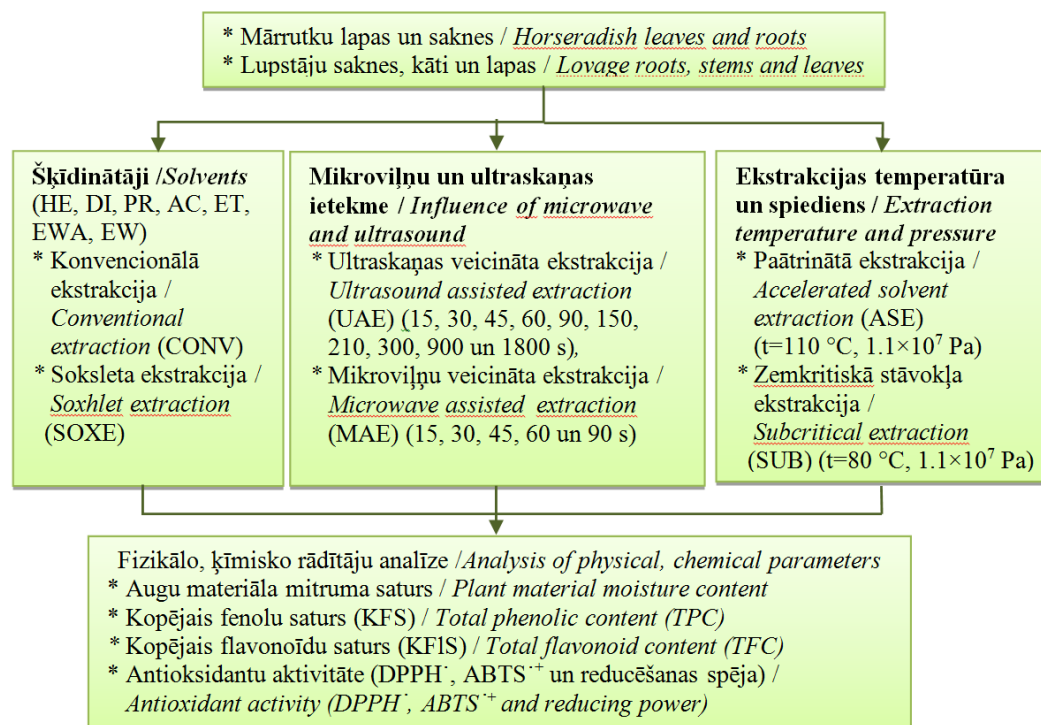 * Mārrutku lapas un saknes / Horseradish leaves and roots
* Lupstāju saknes, kāti un lapas / Lovage roots, stems and leaves
Šķīdinātāji /Solvents
(HE, DI, PR, AC, ET,
EWA, EW)
* Konvencionālā
ekstrakcija /
Conventional
extraction (CONV)
* Soksleta ekstrakcija /
Soxhlet extraction
(SOXE)
Mikroviļņu un ultraskaņas
ietekme / Influence of microwave
and ultrasound
* Ultraskaņas veicināta ekstrakcija /
Ultrasound assisted extraction
(UAE) (15, 30, 45, 60, 90, 150,
210, 300, 900 un 1800 s),
* Mikroviļņu veicināta ekstrakcija /
Microwave assisted extraction
(MAE) (15, 30, 45, 60 un 90 s)
Ekstrakcijas temperatūra
un spiediens / Extraction
temperature and pressure
* Paātrinātā ekstrakcija /
Accelerated solvent
extraction (ASE)
(t=110 °C, 1.1×10⁷ Pa)
* Zemkritiskā stāvokļa
ekstrakcija /
Subcritical extraction
(SUB) (t=80 °C, 1.1×10⁷ Pa)
Fizikālo, ķīmisko rādītāju analīze /Analysis of physical, chemical parameters
* Augu materiāla mitruma saturs / Plant material moisture content
* Kopējais fenolu saturs (KFS) / Total phenolic content (TPC)
* Kopējais flavonoīdu saturs (KFlS) / Total flavonoid content (TFC)
* Antioksidantu aktivitāte (DPPH˙, ABTS˙⁺ un reducēšanas spēja) /
Antioxidant activity (DPPH˙, ABTS˙⁺ and reducing power)